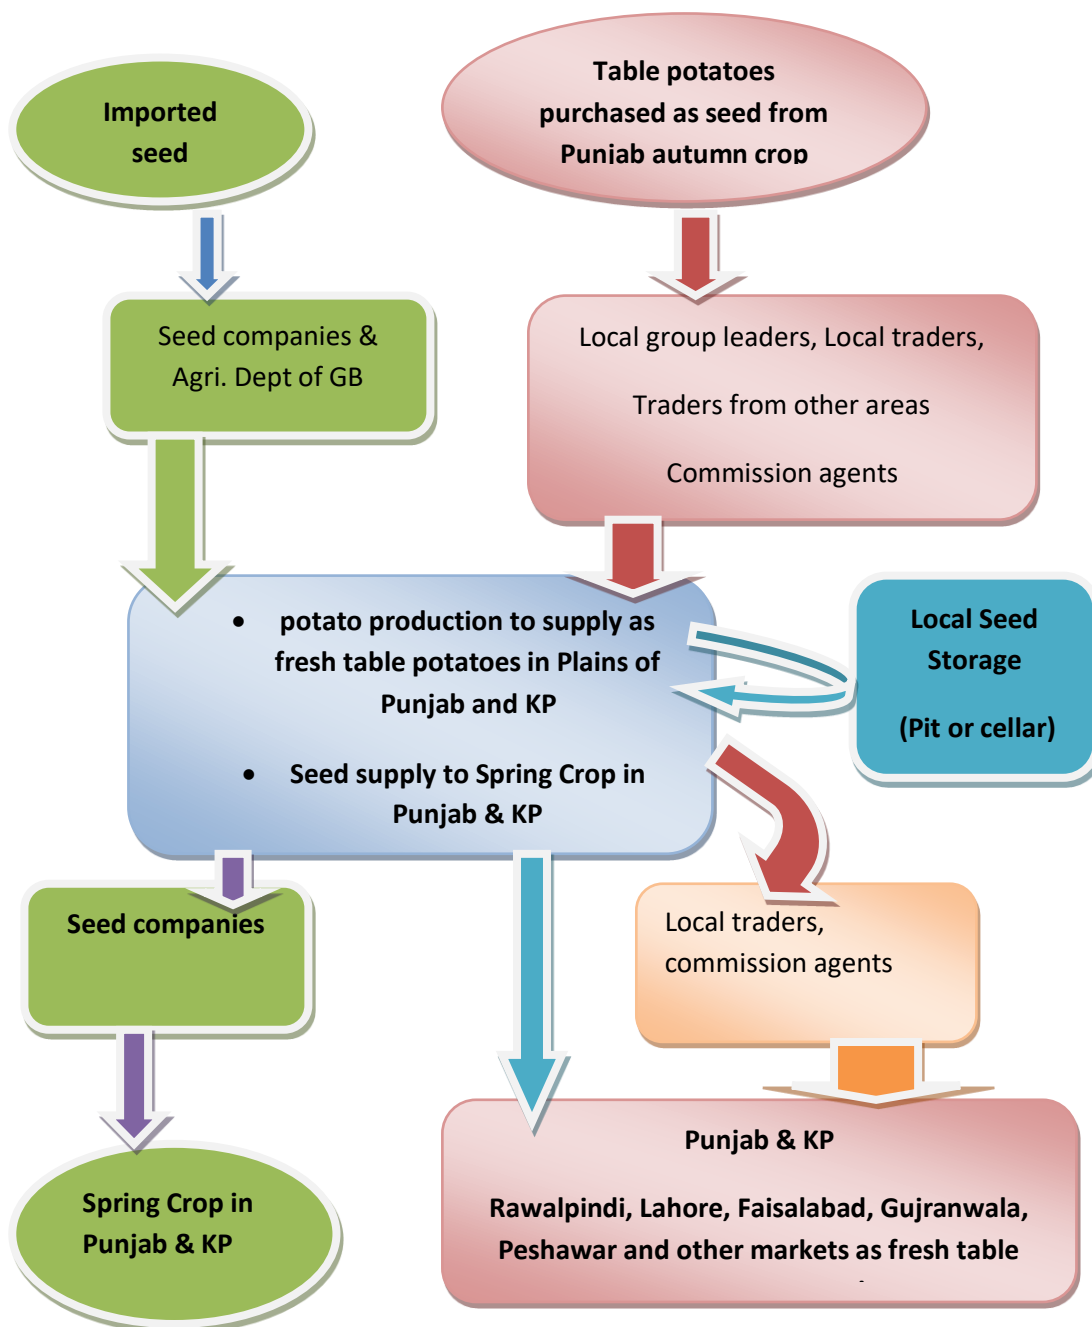 Imported
seed
Table potatoes
purchased as seed from
Punjab autumn crop
Seed companies &
Agri. Dept of GB
Local group leaders, Local traders,
Traders from other areas
Commission agents
• potato production to supply as
fresh table potatoes in Plains of
Punjab and KP
• Seed supply to Spring Crop in
Punjab & KP
Local Seed
Storage
(Pit or cellar)
Seed companies
Local traders,
commission agents
Spring Crop in
Punjab & KP
Punjab & KP
Rawalpindi, Lahore, Faisalabad, Gujranwala,
Peshawar and other markets as fresh table